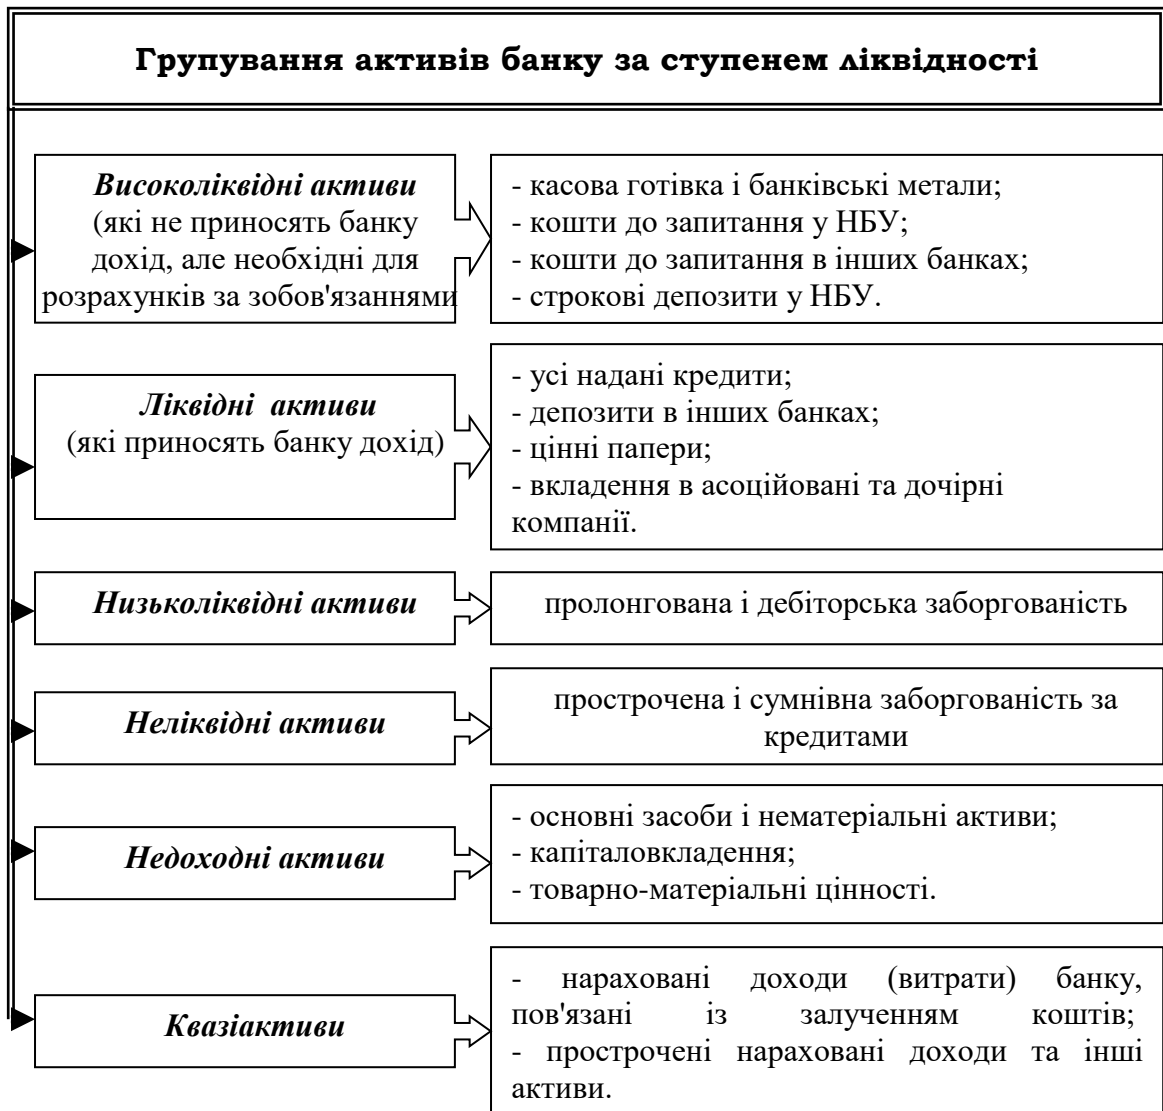 Групування активів банку за ступенем ліквідності
Високоліквідні активи
(які не приносять банку
дохід, але необхідні для
розрахунків за зобов'язаннями
- касова готівка і банківські метали;
- кошти до запитання у НБУ;
- кошти до запитання в інших банках;
- строкові депозити у НБУ.
Ліквідні активи
(які приносять банку дохід)
- усі надані кредити;
- депозити в інших банках;
- цінні папери;
- вкладення в асоційовані та дочірні
компанії.
Низьколіквідні активи
пролонгована і дебіторська заборгованість
Неліквідні активи
прострочена і сумнівна заборгованість за
кредитами
Недоходні активи
- основні засоби і нематеріальні активи;
- капіталовкладення;
- товарно-матеріальні цінності.
Квазіактиви
- нараховані доходи (витрати) банку,
пов'язані із залученням коштів;
- прострочені нараховані доходи та інші
активи.